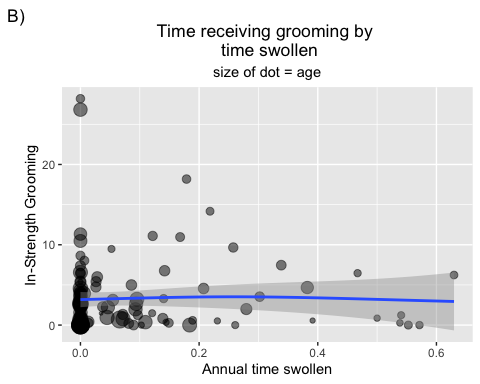 B)
Time receiving grooming by
time swollen
size of dot = age
In-Strength Grooming
20
10
0
0.0 0.2 0.4 0.6
Annual time swollen